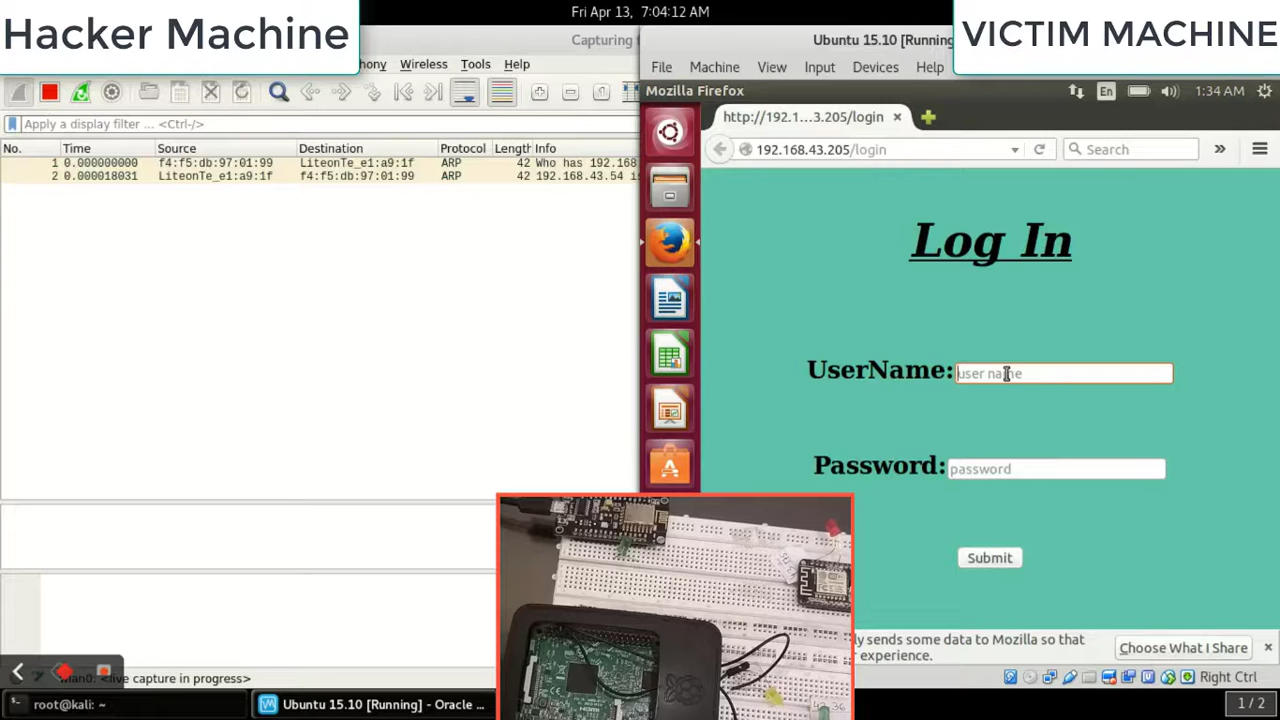 Hacker Machine
Fri Apr 13, 7:04:12 AM
VICTIM MACHINE
Capturing
Ubuntu 15.10 [Running]
Wireless Tools Help
File Machine View Input Devices Help
Mozilla Firefox
En
1:34 AM
Apply a display filter ... <Ctrl-/>
http://192.1...3.205/login
192.168.43.205/login
Search
No. Time Source Destination Protocol Length Info
1 0.000000000 f4:f5:db:97:01:99 LiteonTe_e1:a9:1f ARP 42 Who has 192.168
2 0.000018031 LiteonTe_e1:a9:1f f4:f5:db:97:01:99 ARP 42 192.168.43.54
Log In
UserName:
user name
Password:
password
Submit
ly sends some data to Mozilla so that
experience.
Choose What I Share
live capture in progress>
Right Ctrl
root@kali: ~
Ubuntu 15.10 [Running] - Oracle ...
1 / 2